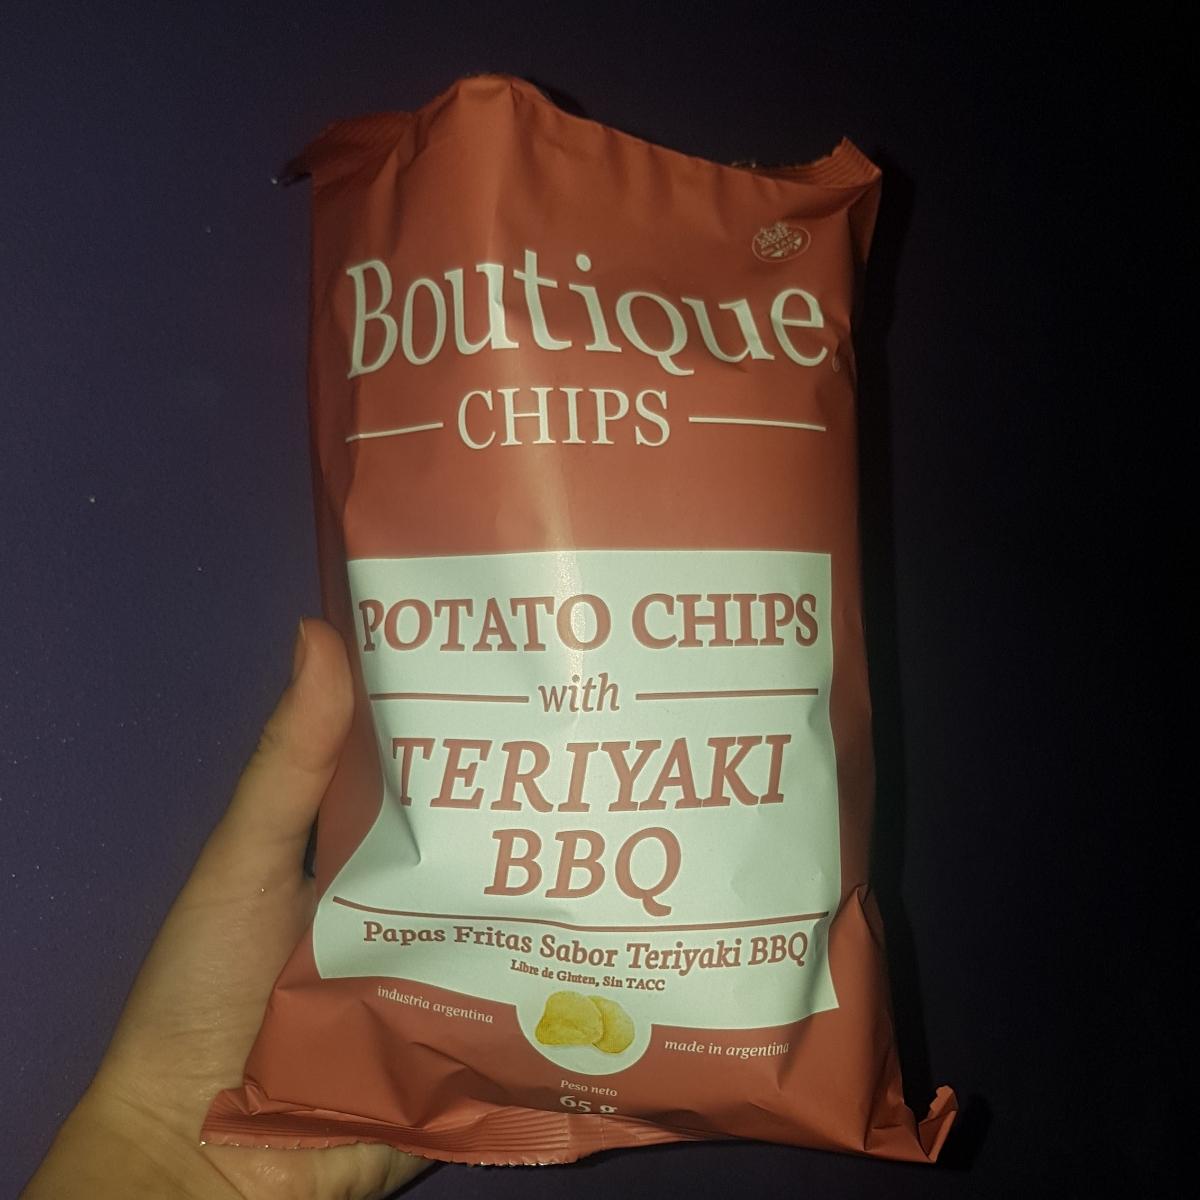 Boutique
CHIPS
POTATO CHIPS
with
TERIYAKI
BBQ
Papas Fritas Sabor Teriyaki BBQ
Libre de Gluten, Sin TACC
industria argentina
made in argentina
Peso neto
65 g